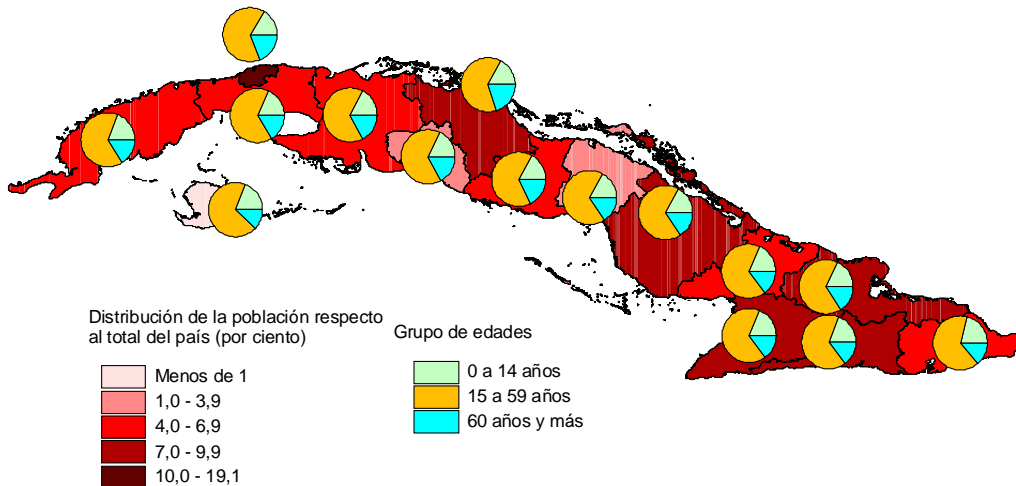 Distribución de la población respecto
al total del país (por ciento)
Menos de 1
1,0 - 3,9
4,0 - 6,9
7,0 - 9,9
10,0 - 19,1
Grupo de edades
0 a 14 años
15 a 59 años
60 años y más